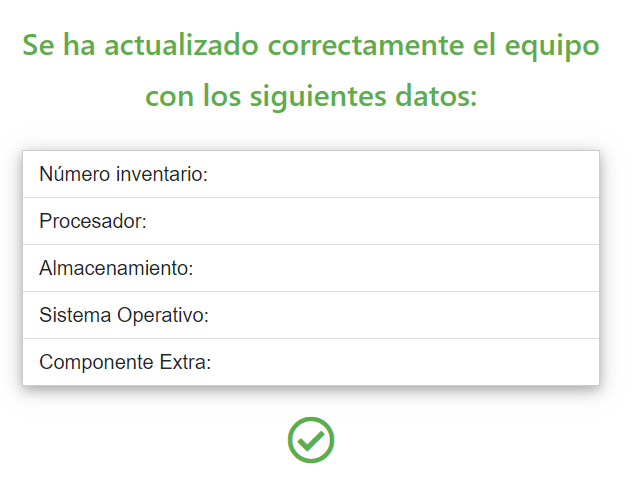 Se ha actualizado correctamente el equipo
con los siguientes datos:
Número inventario:
Procesador:
Almacenamiento:
Sistema Operativo:
Componente Extra: